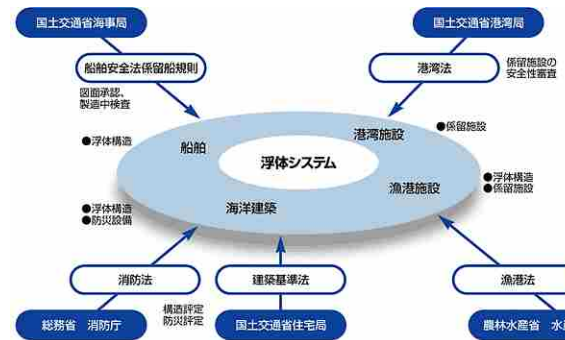 国土交通省海事局
国土交通省港湾局
船舶安全法係留船規則
港湾法
係留施設の
安全性審査
図面承認、
製造中検査
●係留施設
港湾施設
●浮体構造
船舶
浮体システム
●浮体構造
●係留施設
漁港施設
海洋建築
●浮体構造
●防災設備
消防法
建築基準法
漁港法
構造評定
防災評定
総務省 消防庁
国土交通省住宅局
農林水産省 水